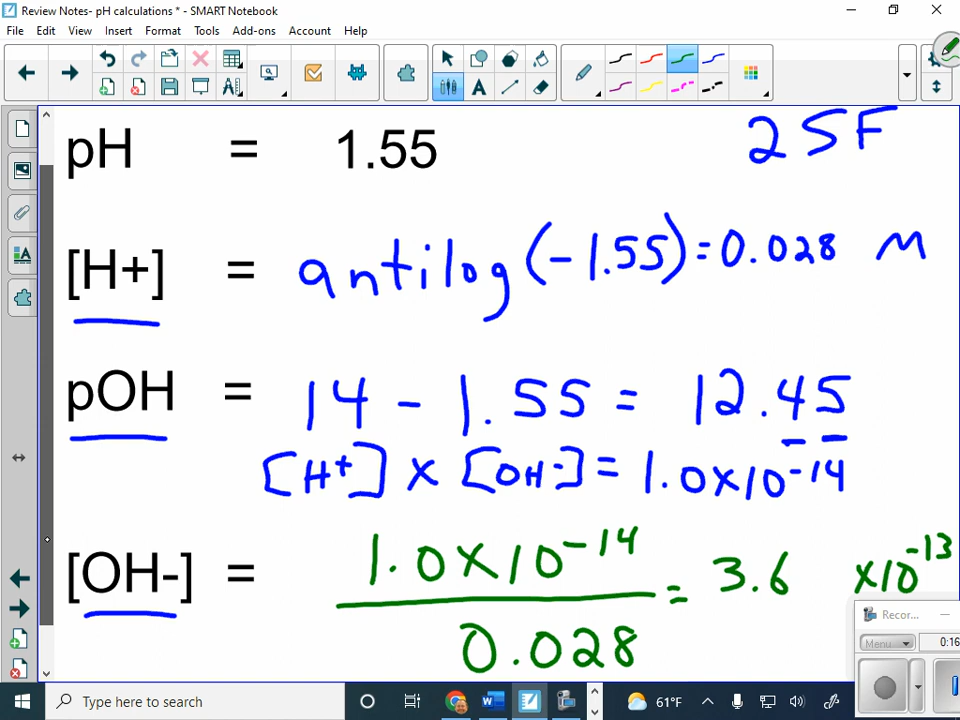 Review Notes- pH calculations * - SMART Notebook
File Edit View Insert Format Tools Add-ons Account Help
2 SF
pH = 1.55
[H+] = antilog (-1.55) = 0.028 M
pOH = 14 - 1.55 = 12.45
[H+] x [OH-] = 1.0x10-14
[OH-] = 1.0x10-14 = 3.6 x10-13
0.028
Recor...
Menu
0:16
Type here to search
61°F